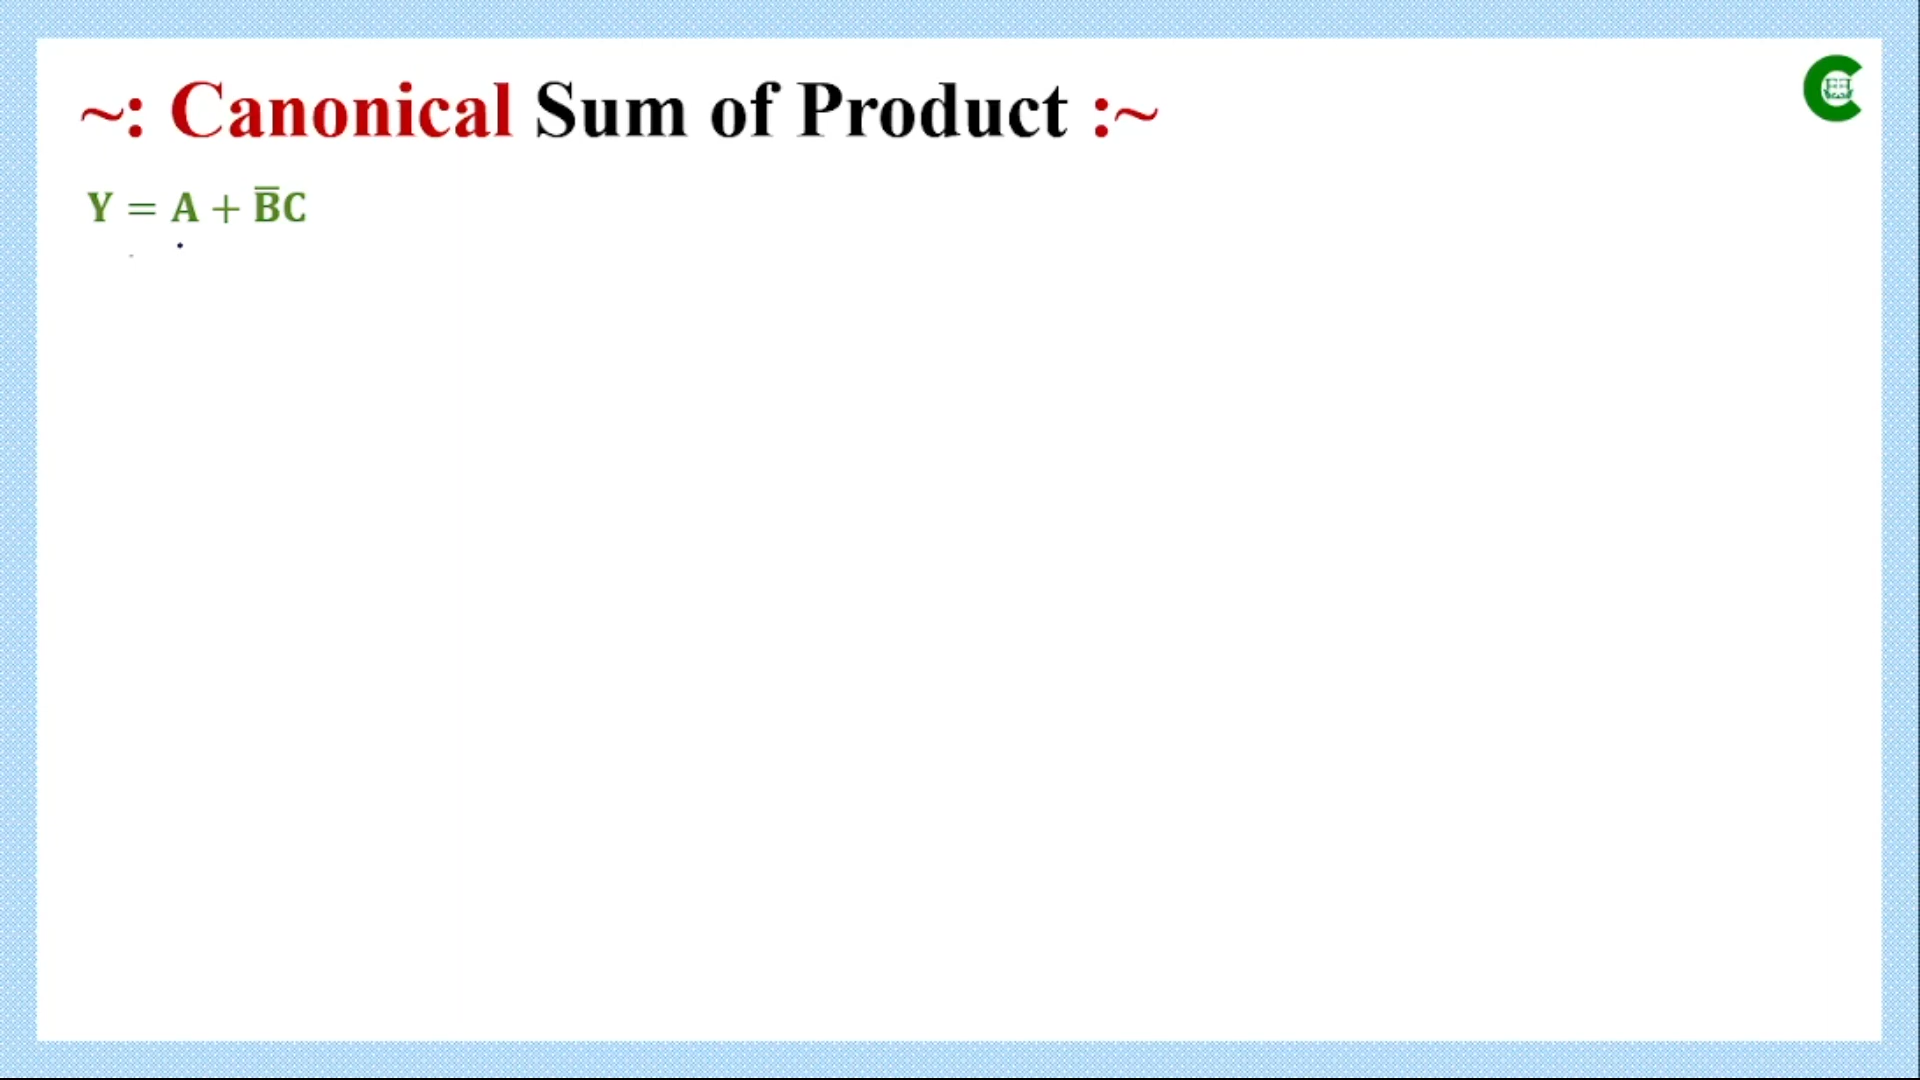 ~: Canonical Sum of Product :~
Y = A + B̅C